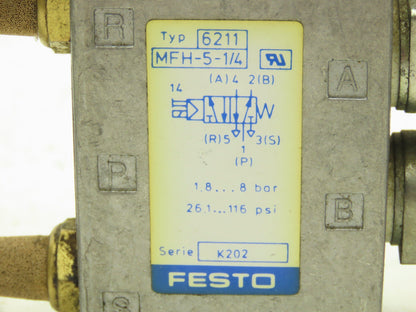 R
Typ 6211
MFH-5-1/4
(A)4 2(B)
A
14
(R)5 3(S)
1
(P)
P
1,8...8 bar
26,1...116 psi
B
Serie K202
FESTO
S